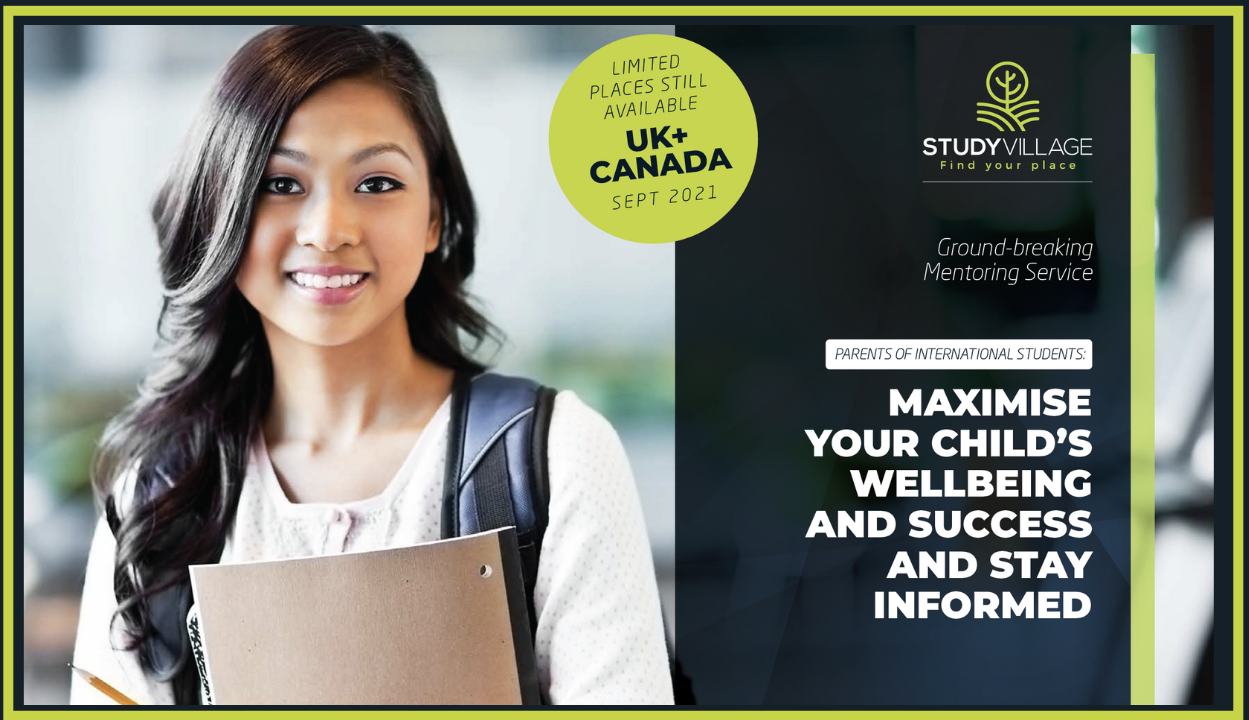 LIMITED
PLACES STILL
AVAILABLE
UK+
CANADA
SEPT 2021
STUDYVILLAGE
Find your place
Ground-breaking
Mentoring Service
PARENTS OF INTERNATIONAL STUDENTS:
MAXIMISE
YOUR CHILD'S
WELLBEING
AND SUCCESS
AND STAY
INFORMED